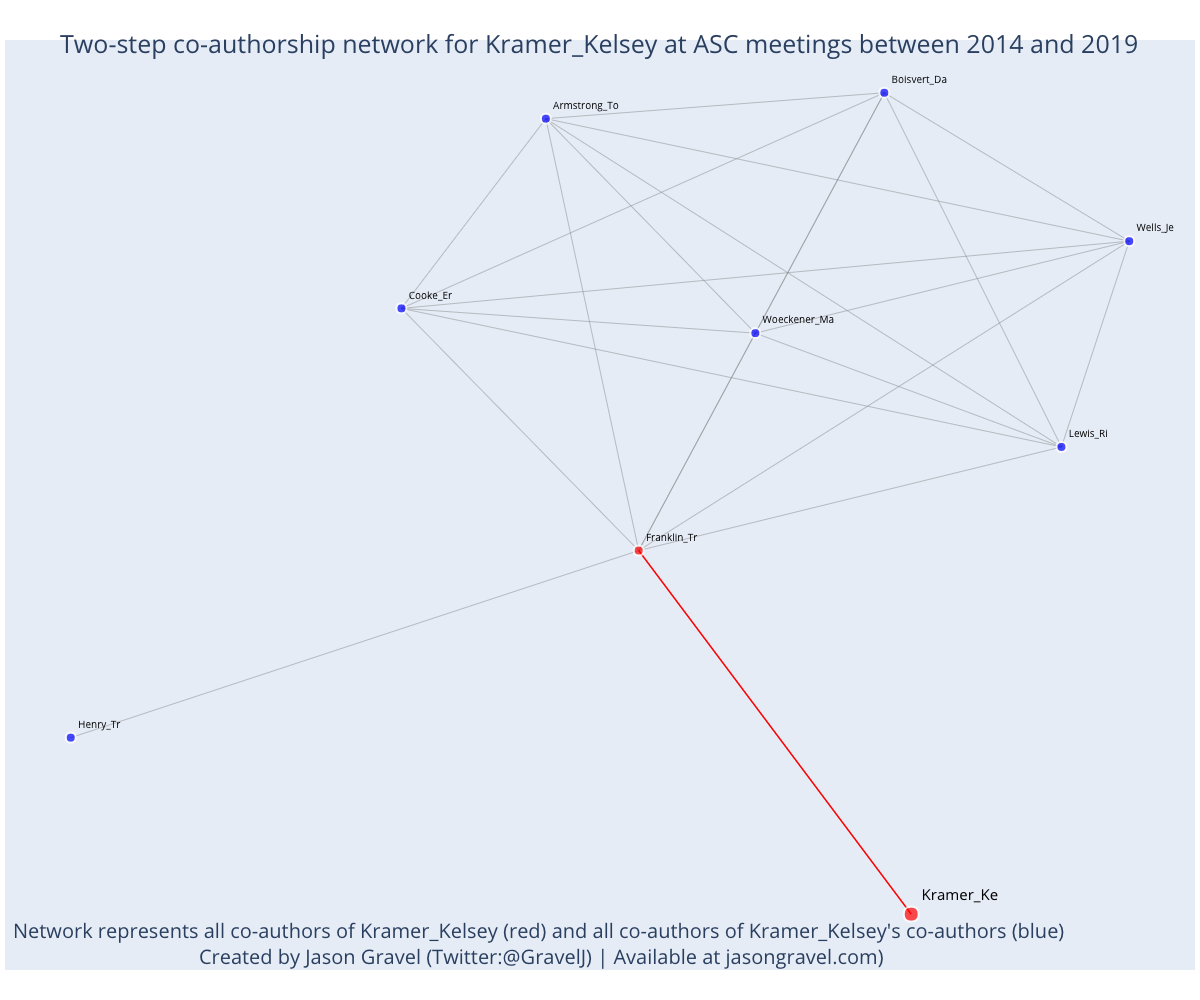 Two-step co-authorship network for Kramer_Kelsey at ASC meetings between 2014 and 2019
Boisvert_Da
Armstrong_To
Wells_Je
Cooke_Er
Woeckener_Ma
Lewis_Ri
Franklin_Tr
Henry_Tr
Kramer_Ke
Network represents all co-authors of Kramer_Kelsey (red) and all co-authors of Kramer_Kelsey's co-authors (blue)
Created by Jason Gravel (Twitter:@GravelJ) | Available at jasongravel.com)